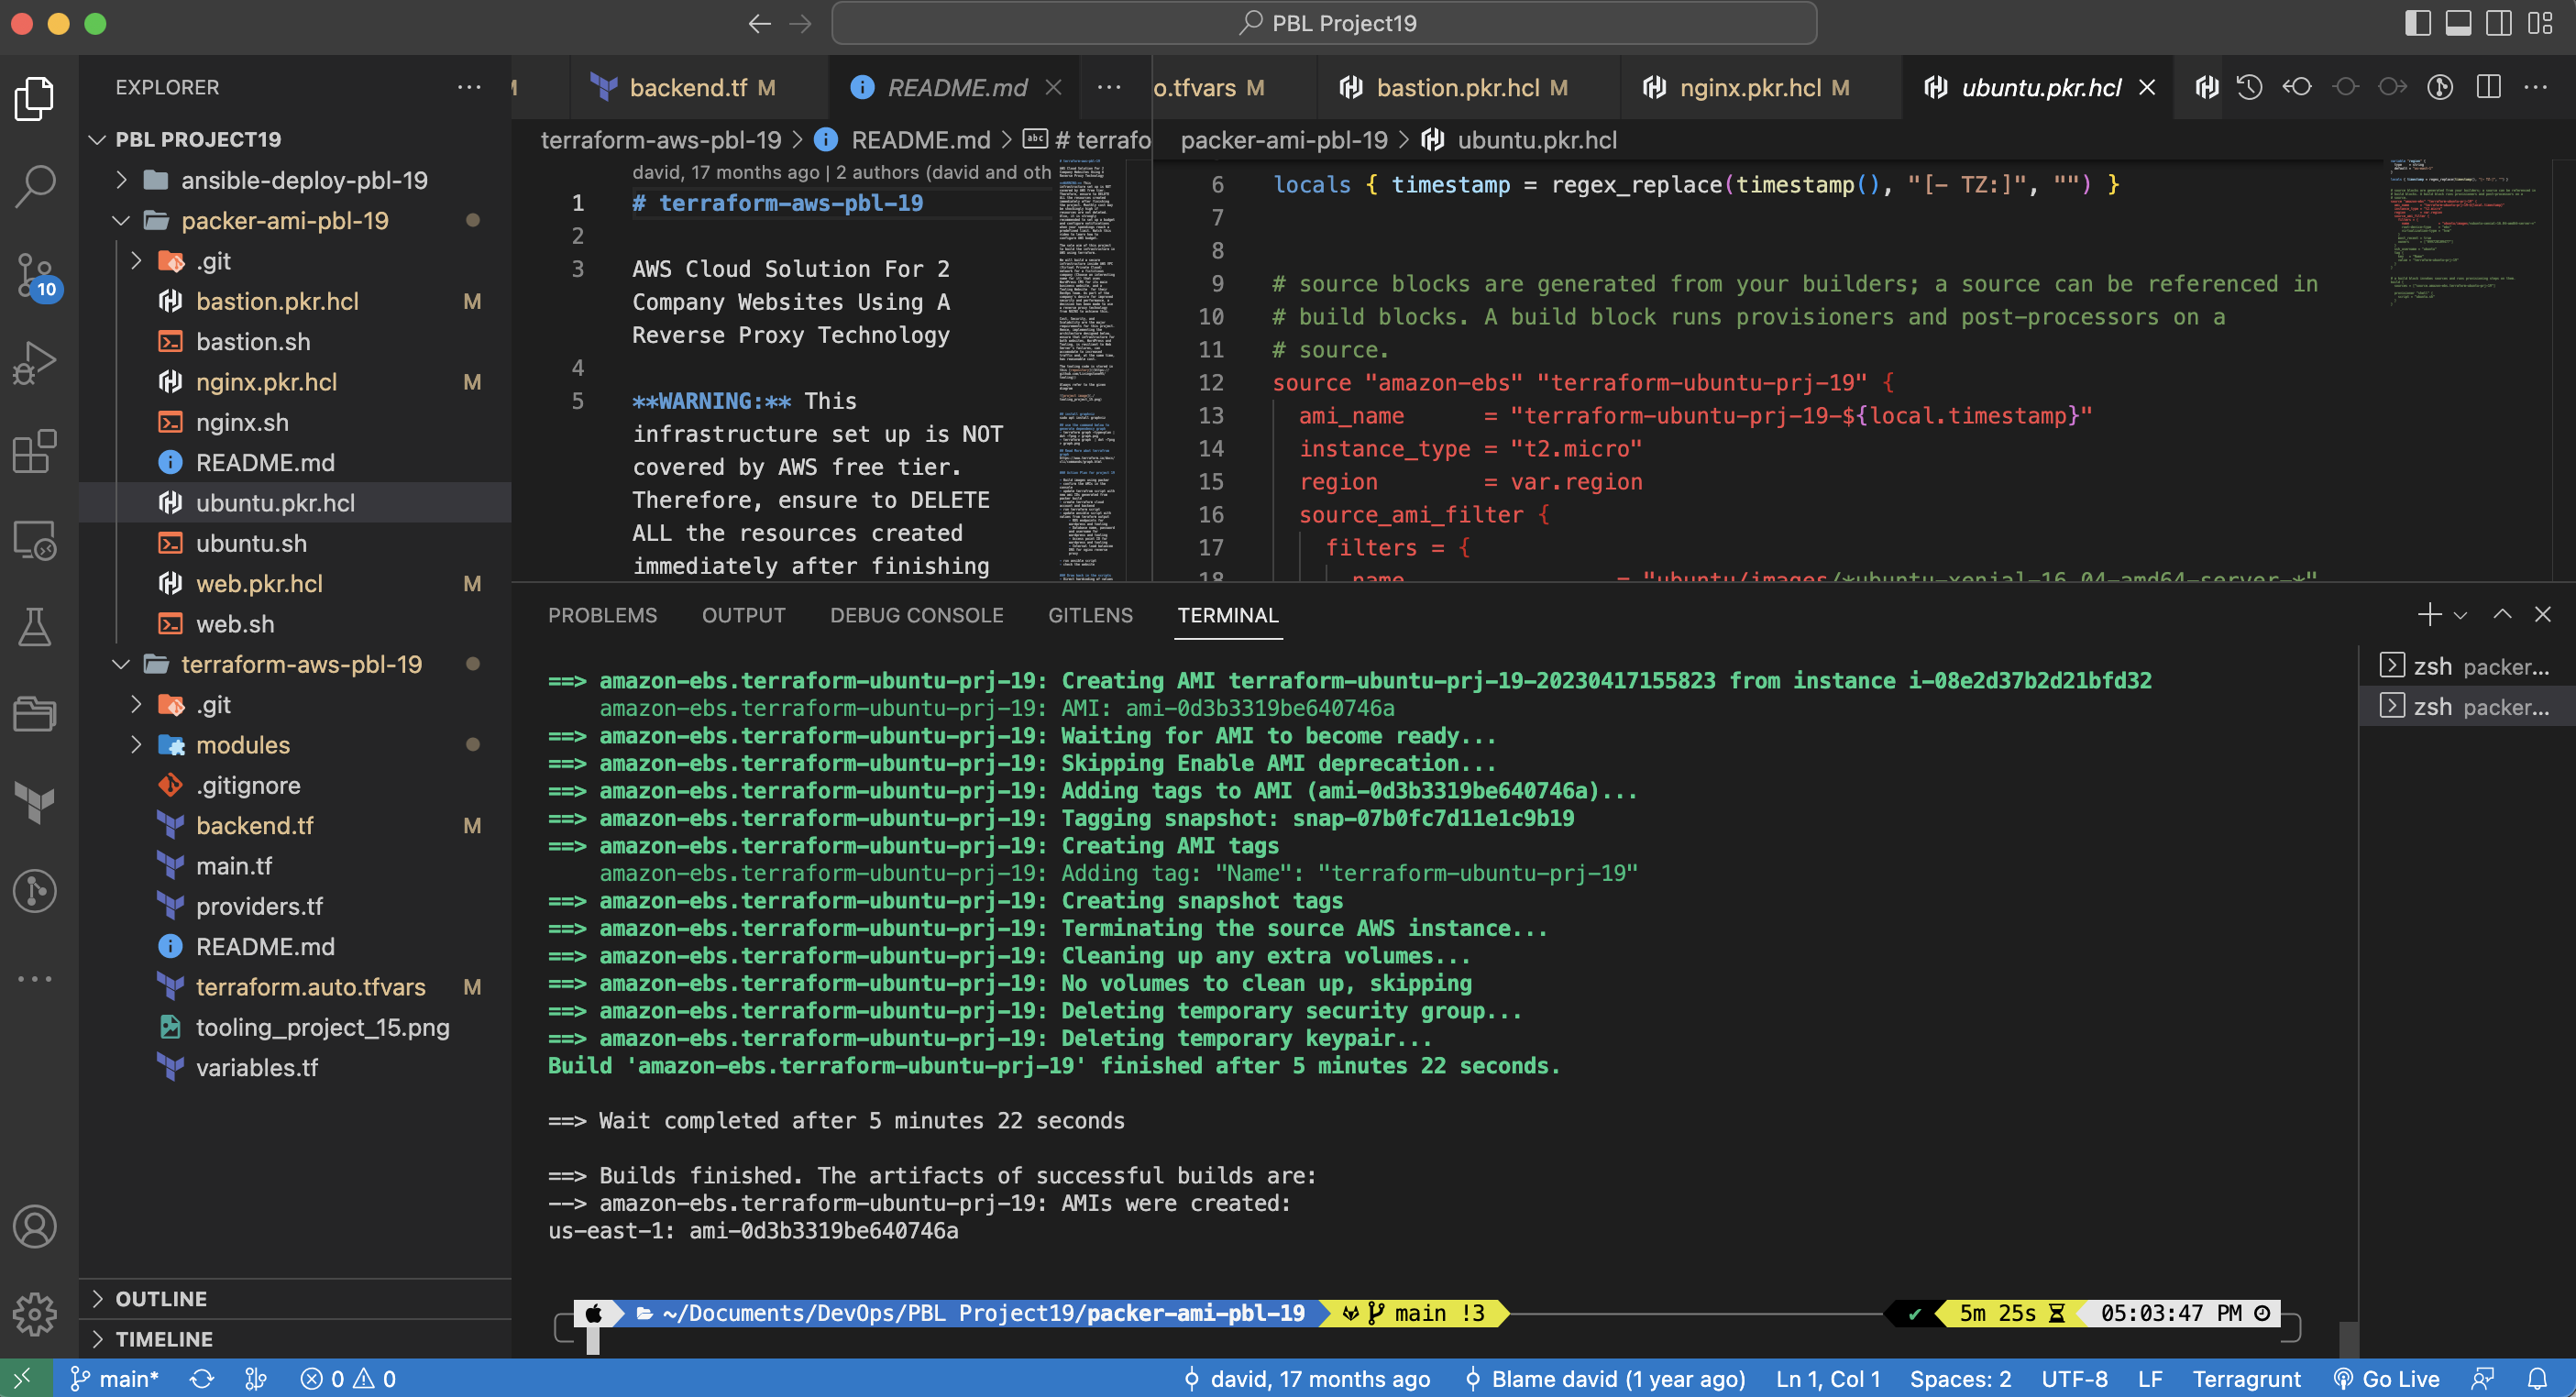 PBL Project19
EXPLORER
PBL PROJECT19
ansible-deploy-pbl-19
packer-ami-pbl-19
.git
bastion.pkr.hcl M
bastion.sh
nginx.pkr.hcl M
nginx.sh
README.md
ubuntu.pkr.hcl
ubuntu.sh
web.pkr.hcl M
web.sh
terraform-aws-pbl-19
.git
modules
.gitignore
backend.tf M
main.tf
providers.tf
README.md
terraform.auto.tfvars M
tooling_project_15.png
variables.tf
OUTLINE
TIMELINE
10
backend.tf M
README.md
terraform-aws-pbl-19 > README.md > # terrafo
david, 17 months ago | 2 authors (david and oth
1 # terraform-aws-pbl-19
2
3 AWS Cloud Solution For 2
Company Websites Using A
Reverse Proxy Technology
4
5 **WARNING:** This
infrastructure set up is NOT
covered by AWS free tier.
Therefore, ensure to DELETE
ALL the resources created
immediately after finishing
o.tfvars M
bastion.pkr.hcl M
nginx.pkr.hcl M
ubuntu.pkr.hcl
packer-ami-pbl-19 > ubuntu.pkr.hcl
6 locals { timestamp = regex_replace(timestamp(), "[- TZ:]", "") }
7
8
9 # source blocks are generated from your builders; a source can be referenced in
10 # build blocks. A build block runs provisioners and post-processors on a
11 # source.
12 source "amazon-ebs" "terraform-ubuntu-prj-19" {
13 ami_name = "terraform-ubuntu-prj-19-${local.timestamp}"
14 instance_type = "t2.micro"
15 region = var.region
16 source_ami_filter {
17 filters = {
18 name = "ubuntu/images/*ubuntu-xenial-16.04-amd64-server-*"
PROBLEMS OUTPUT DEBUG CONSOLE GITLENS TERMINAL
==> amazon-ebs.terraform-ubuntu-prj-19: Creating AMI terraform-ubuntu-prj-19-20230417155823 from instance i-08e2d37b2d21bfd32
amazon-ebs.terraform-ubuntu-prj-19: AMI: ami-0d3b3319be640746a
==> amazon-ebs.terraform-ubuntu-prj-19: Waiting for AMI to become ready...
==> amazon-ebs.terraform-ubuntu-prj-19: Skipping Enable AMI deprecation...
==> amazon-ebs.terraform-ubuntu-prj-19: Adding tags to AMI (ami-0d3b3319be640746a)...
==> amazon-ebs.terraform-ubuntu-prj-19: Tagging snapshot: snap-07b0fc7d11e1c9b19
==> amazon-ebs.terraform-ubuntu-prj-19: Creating AMI tags
amazon-ebs.terraform-ubuntu-prj-19: Adding tag: "Name": "terraform-ubuntu-prj-19"
==> amazon-ebs.terraform-ubuntu-prj-19: Creating snapshot tags
==> amazon-ebs.terraform-ubuntu-prj-19: Terminating the source AWS instance...
==> amazon-ebs.terraform-ubuntu-prj-19: Cleaning up any extra volumes...
==> amazon-ebs.terraform-ubuntu-prj-19: No volumes to clean up, skipping
==> amazon-ebs.terraform-ubuntu-prj-19: Deleting temporary security group...
==> amazon-ebs.terraform-ubuntu-prj-19: Deleting temporary keypair...
Build 'amazon-ebs.terraform-ubuntu-prj-19' finished after 5 minutes 22 seconds.
==> Wait completed after 5 minutes 22 seconds
==> Builds finished. The artifacts of successful builds are:
--> amazon-ebs.terraform-ubuntu-prj-19: AMIs were created:
us-east-1: ami-0d3b3319be640746a
~/Documents/DevOps/PBL Project19/packer-ami-pbl-19 main !3 ✔ 5m 25s 05:03:47 PM
zsh packer...
zsh packer...
main* 0 0 david, 17 months ago Blame david (1 year ago) Ln 1, Col 1 Spaces: 2 UTF-8 LF Terragrunt Go Live